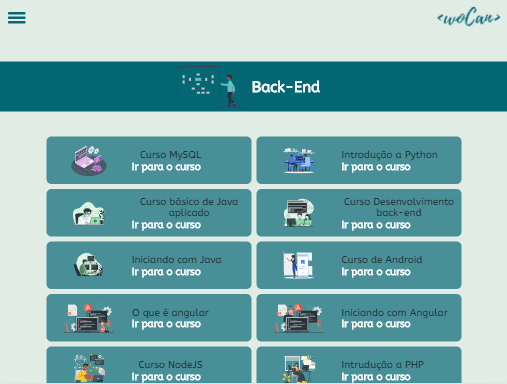 <woCan>
Back-End
Curso MySQL
Ir para o curso
Introdução a Python
Ir para o curso
Curso básico de Java
aplicado
Ir para o curso
Curso Desenvolvimento
back-end
Ir para o curso
Iniciando com Java
Ir para o curso
Curso de Android
Ir para o curso
O que é angular
Ir para o curso
Iniciando com Angular
Ir para o curso
Curso NodeJS
Ir para o curso
Intrudução a PHP
Ir para o curso